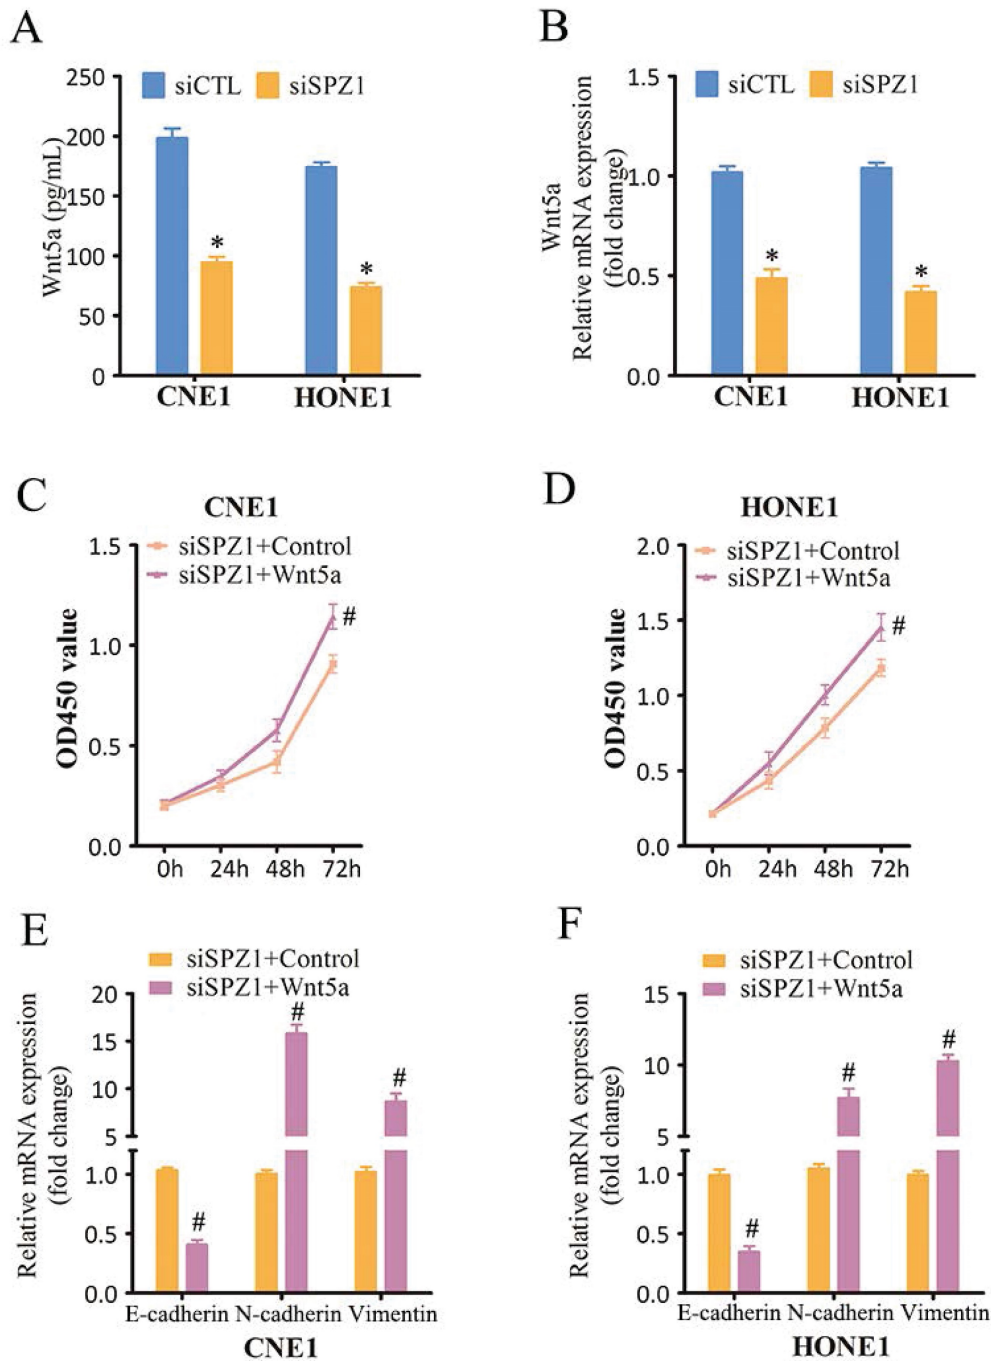 A
siCTL siSPZ1
Wnt5a (pg/mL)
250
200
150
100
50
0
*
*
CNE1 HONE1
B
siCTL siSPZ1
Wnt5a
Relative mRNA expression
(fold change)
1.5
1.0
0.5
0.0
*
*
CNE1 HONE1
C
CNE1
siSPZ1+Control
siSPZ1+Wnt5a
OD450 value
1.5
1.0
0.5
0.0
#
0h 24h 48h 72h
D
HONE1
siSPZ1+Control
siSPZ1+Wnt5a
OD450 value
2.0
1.5
1.0
0.5
0.0
#
0h 24h 48h 72h
E
siSPZ1+Control
siSPZ1+Wnt5a
Relative mRNA expression
(fold change)
20
15
10
5
1.0
0.5
0.0
#
#
#
E-cadherin N-cadherin Vimentin
CNE1
F
siSPZ1+Control
siSPZ1+Wnt5a
Relative mRNA expression
(fold change)
15
10
5
1.0
0.5
0.0
#
#
#
E-cadherin N-cadherin Vimentin
HONE1